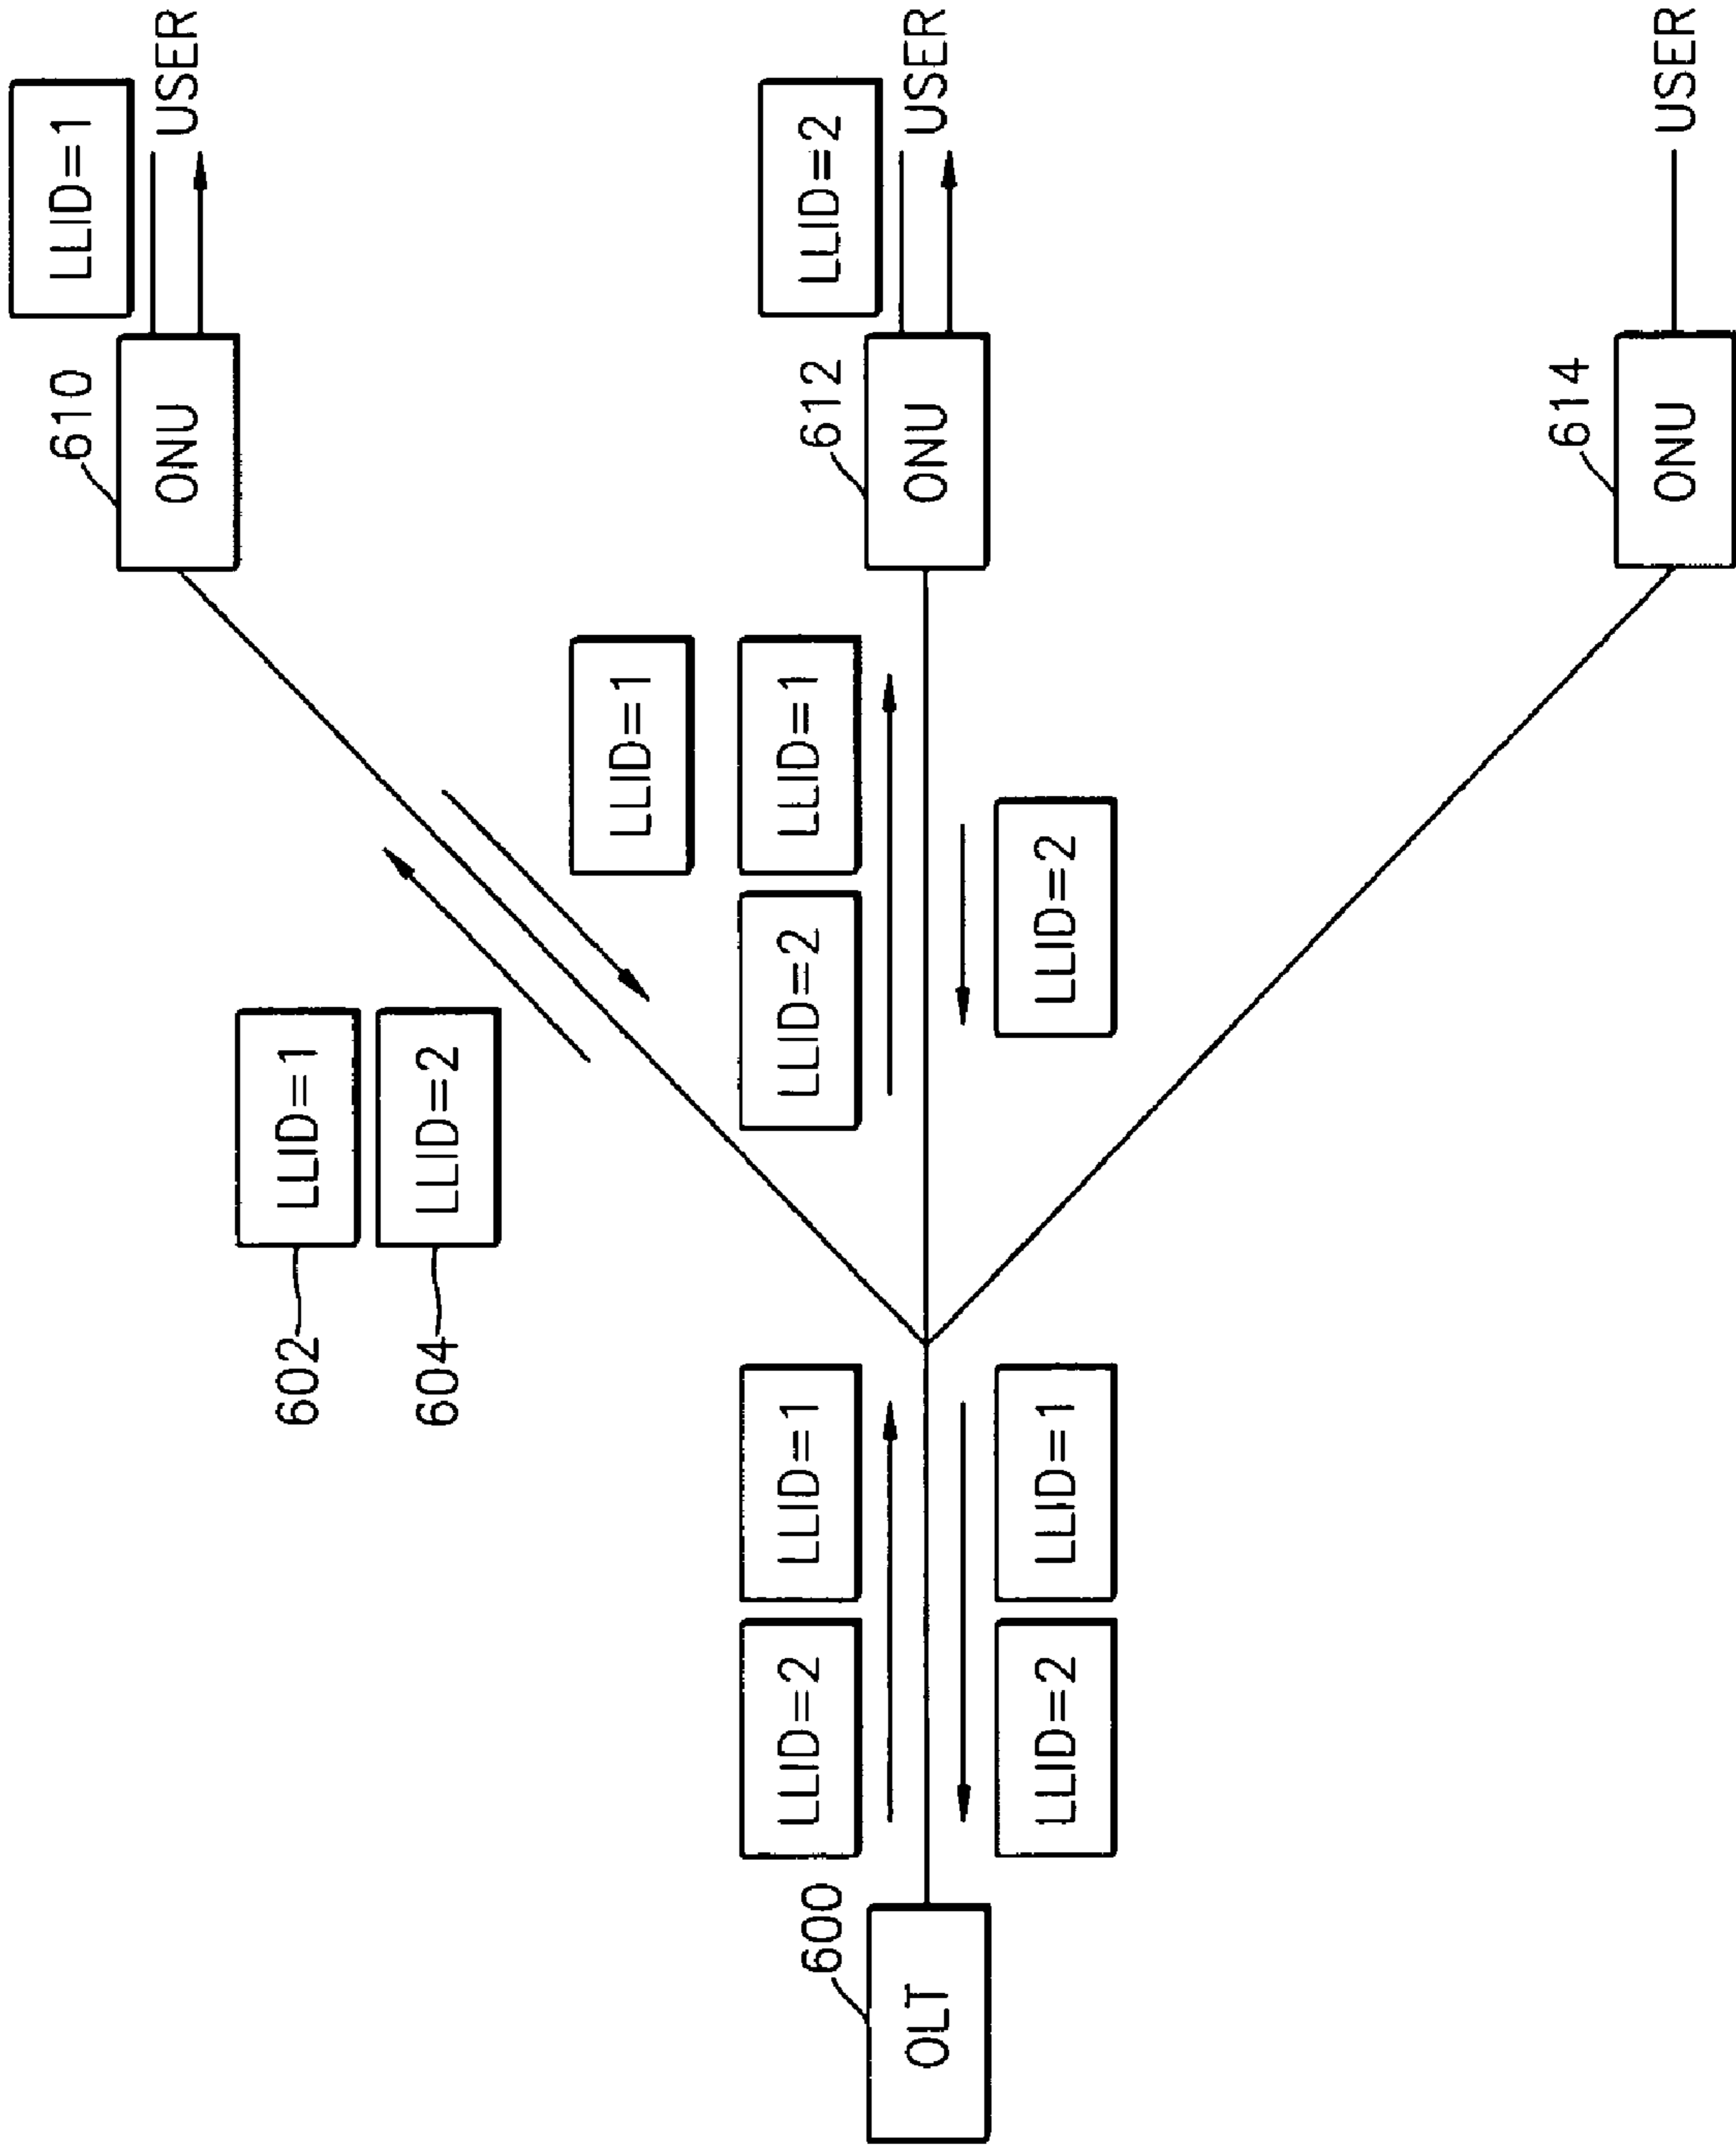 610
LLID=1
ONU
USER
602
LLID=1
604
LLID=2
LLID=1
600
LLID=2
LLID=1
LLID=2
LLID=1
612
LLID=2
OLT
ONU
USER
LLID=2
LLID=1
LLID=2
614
ONU
USER